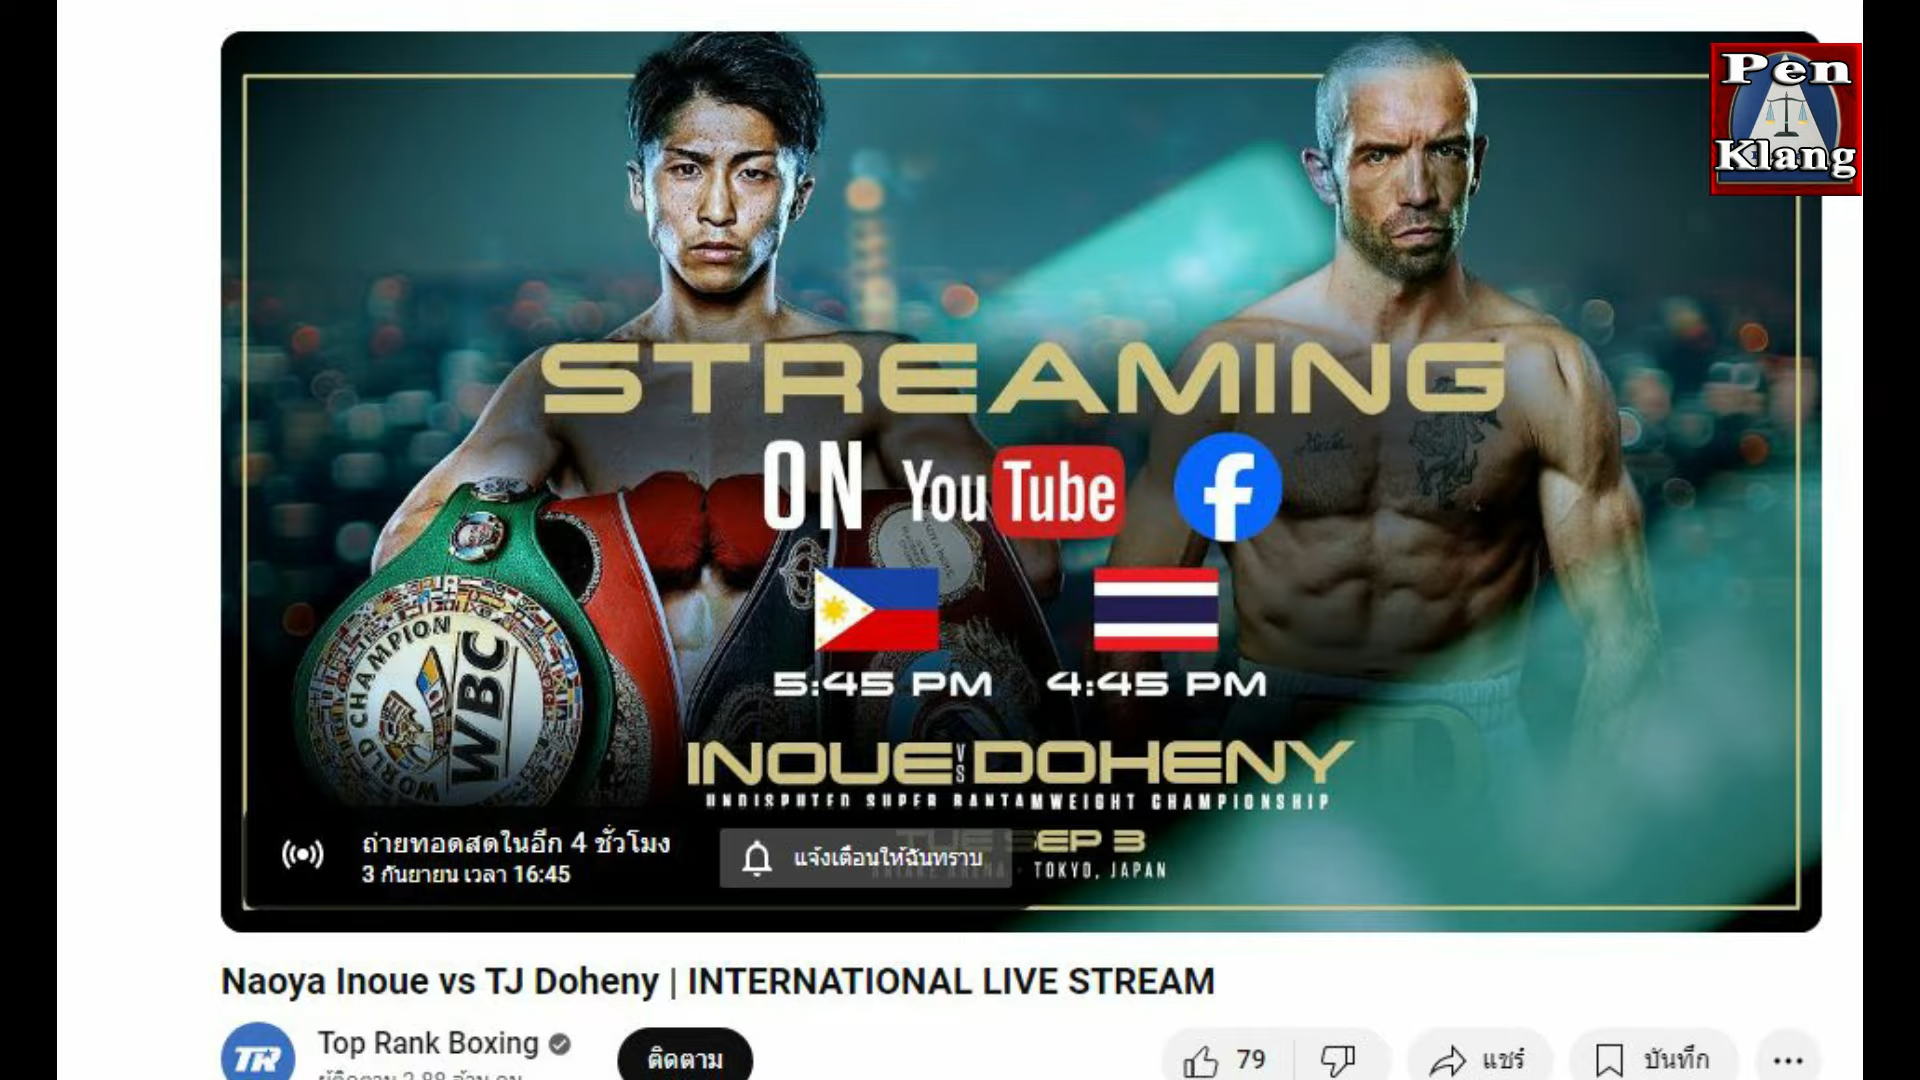 Pen
Klang
STREAMING
ON YouTube f
5:45 PM 4:45 PM
WORLD CHAMPION
WBC
INOUE VS DOHENY
UNDISPUTED SUPER BANTAMWEIGHT CHAMPIONSHIP
TUE SEP 3
TOKYO, JAPAN
ถ่ายทอดสดในอีก 4 ชั่วโมง
3 กันยายน เวลา 16:45
แจ้งเตือนให้ฉันทราบ
Naoya Inoue vs TJ Doheny | INTERNATIONAL LIVE STREAM
TR
Top Rank Boxing
ติดตาม
79
แชร์
บันทึก